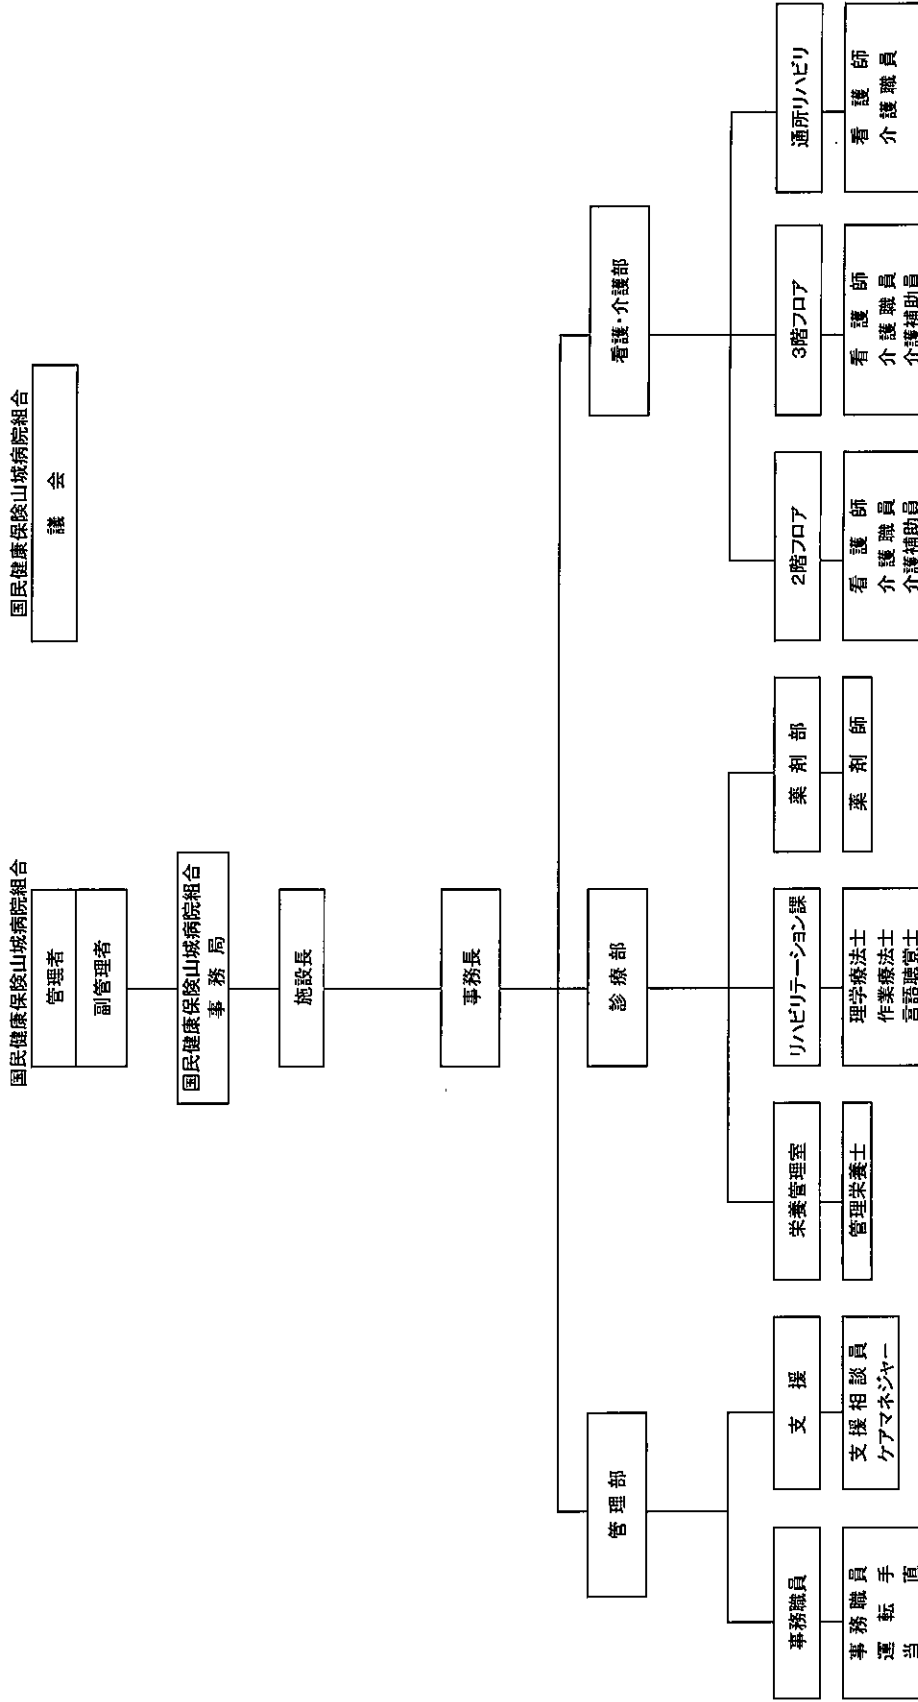 国民健康保険山城病院組合
管理者
副管理者
国民健康保険山城病院組合
議 会
国民健康保険山城病院組合
事 務 局
施設長
事務長
管 理 部
診 療 部
看護・介護部
事務職員
支 援
栄養管理室
リハビリテーション課
薬 剤 部
2階フロア
3階フロア
通所リハビリ
事 務 職 員
運 転 手
当 直
支 援 相 談 員
ケアマネジャー
管理栄養士
理学療法士
作業療法士
言語聴覚士
薬 剤 師
看 護 師
介 護 職 員
介護補助員
看 護 師
介 護 職 員
介護補助員
看 護 師
介 護 職 員